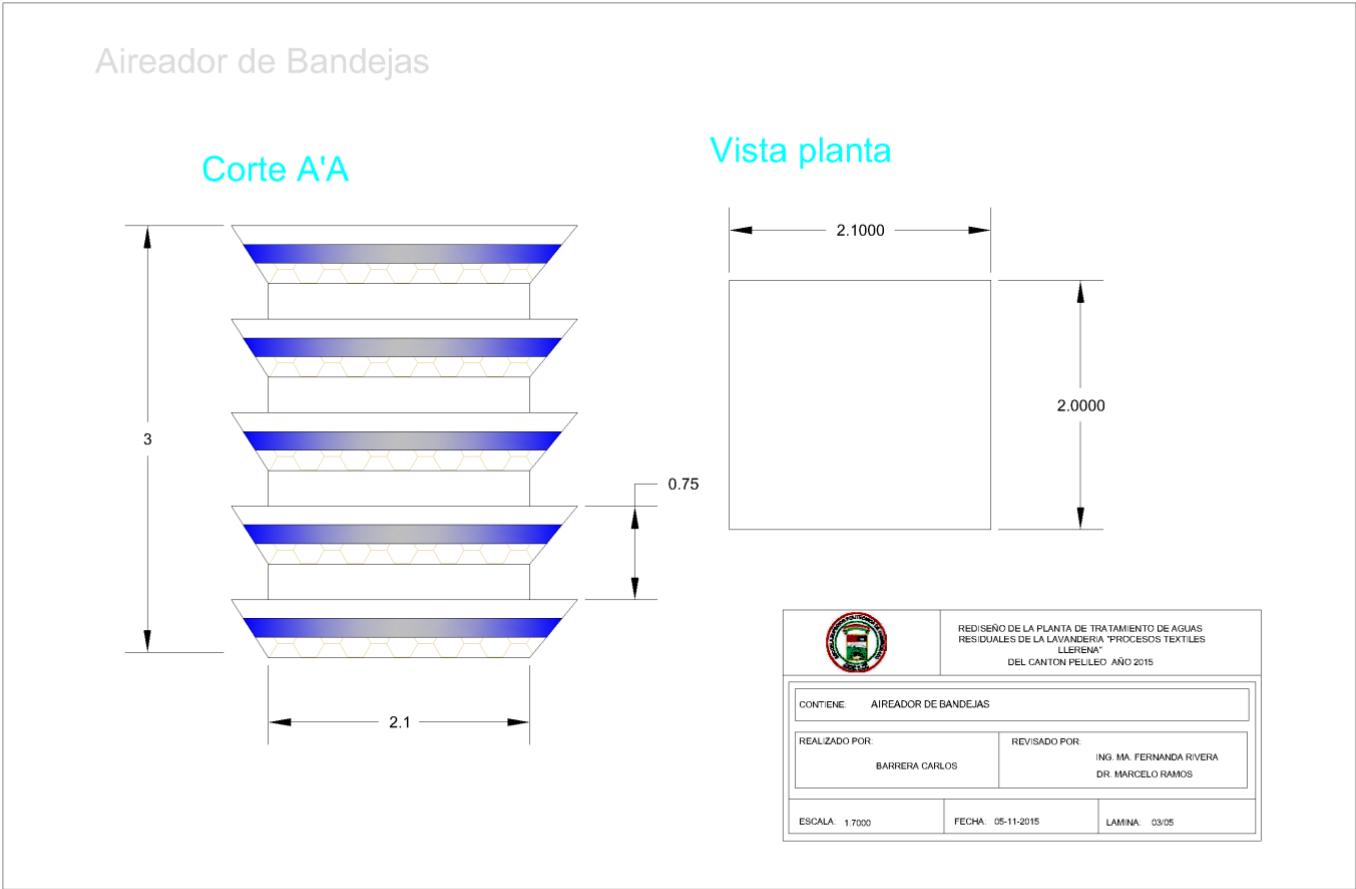 Aireador de Bandejas
Corte A'A
Vista planta
2.1000
3
2.0000
0.75
2.1
REDISEÑO DE LA PLANTA DE TRATAMIENTO DE AGUAS
RESIDUALES DE LA LAVANDERIA "PROCESOS TEXTILES
LLERENA"
DEL CANTON PELILEO AÑO 2015
CONTIENE: AIREADOR DE BANDEJAS
REALIZADO POR:
BARRERA CARLOS
REVISADO POR:
ING. MA. FERNANDA RIVERA
DR. MARCELO RAMOS
ESCALA: 1.7000
FECHA: 05-11-2015
LAMINA: 03/05